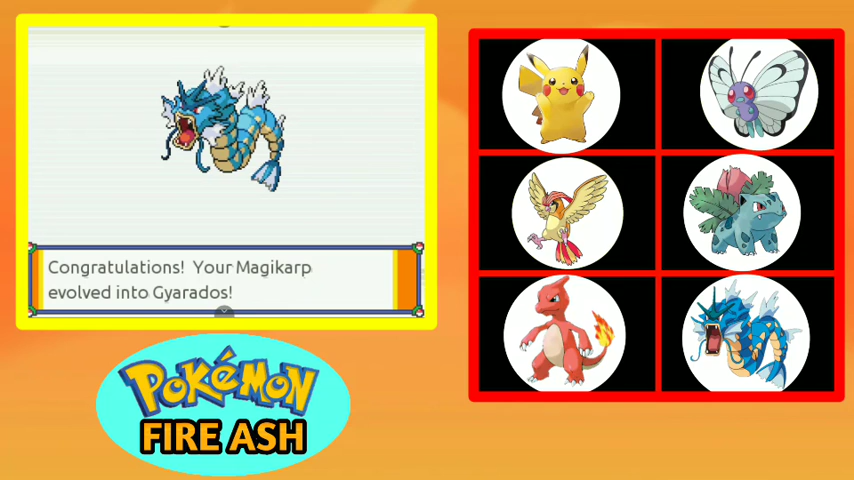 Congratulations! Your Magikarp
evolved into Gyarados!
POKéMON
FIRE ASH